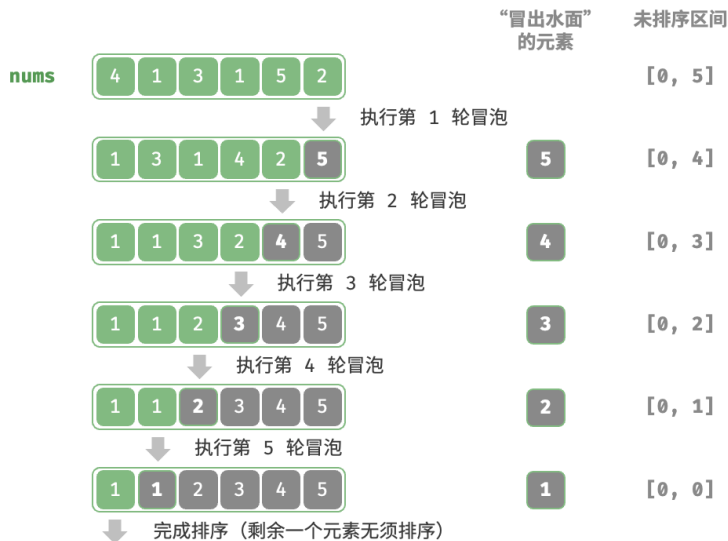 “冒出水面” 未排序区间
的元素
nums 4 1 3 1 5 2 [0, 5]
执行第 1 轮冒泡
1 3 1 4 2 5 5 [0, 4]
执行第 2 轮冒泡
1 1 3 2 4 5 4 [0, 3]
执行第 3 轮冒泡
1 1 2 3 4 5 3 [0, 2]
执行第 4 轮冒泡
1 1 2 3 4 5 2 [0, 1]
执行第 5 轮冒泡
1 1 2 3 4 5 1 [0, 0]
完成排序（剩余一个元素无须排序）